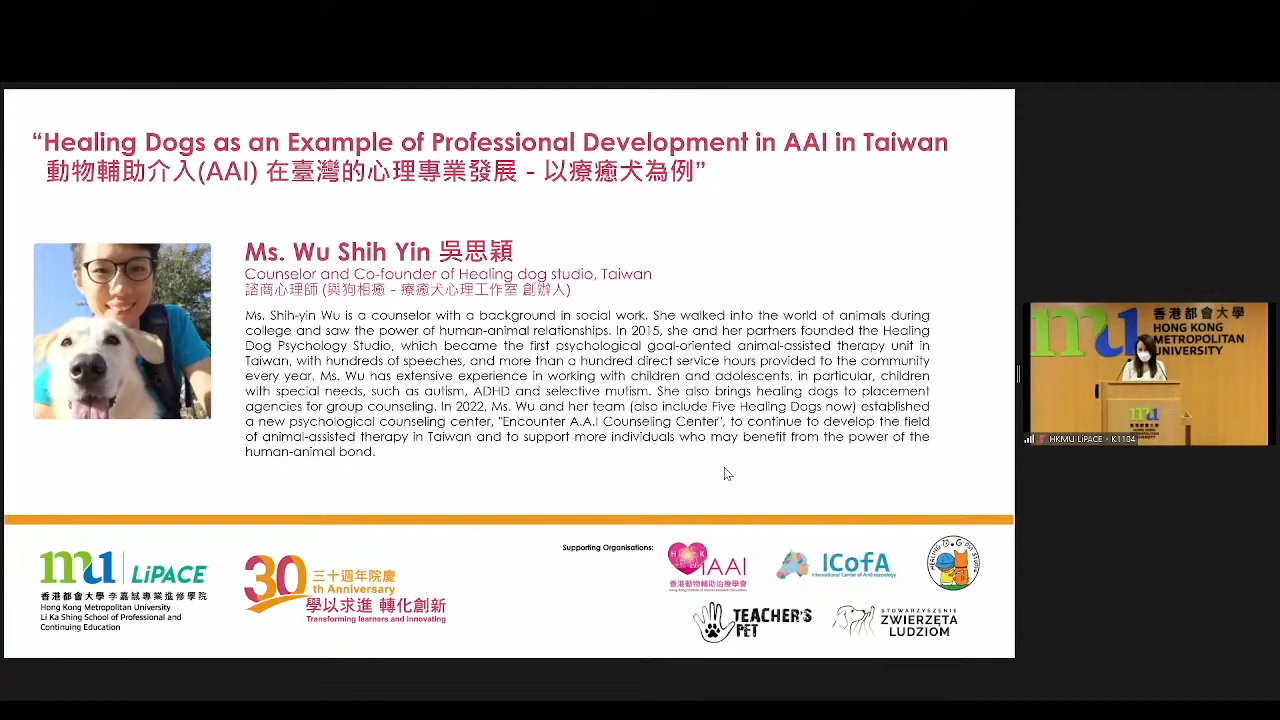 “Healing Dogs as an Example of Professional Development in AAI in Taiwan
動物輔助介入(AAI) 在臺灣的心理專業發展 - 以療癒犬為例”
Ms. Wu Shih Yin 吳思穎
Counselor and Co-founder of Healing dog studio, Taiwan
諮商心理師 (與狗相癒 - 療癒犬心理工作室 創辦人)
Ms. Shih-yin Wu is a counselor with a background in social work. She walked into the world of animals during
college and saw the power of human-animal relationships. In 2015, she and her partners founded the Healing
Dog Psychology Studio, which became the first psychological goal-oriented animal-assisted therapy unit in
Taiwan, with hundreds of speeches, and more than a hundred direct service hours provided to the community
every year. Ms. Wu has extensive experience in working with children and adolescents, in particular, children
with special needs, such as autism, ADHD and selective mutism. She also brings healing dogs to placement
agencies for group counseling. In 2022, Ms. Wu and her team (also include Five Healing Dogs now) established
a new psychological counseling center, "Encounter A.A.I Counseling Center", to continue to develop the field
of animal-assisted therapy in Taiwan and to support more individuals who may benefit from the power of the
human-animal bond.
香港都會大學
HONG KONG
METROPOLITAN
UNIVERSITY
mu
HKMU LiPACE - K1104
mu LiPACE
香港都會大學 李嘉誠專業進修學院
Hong Kong Metropolitan University
Li Ka Shing School of Professional and
Continuing Education
30 三十週年院慶
th Anniversary
學以求進 轉化創新
Transforming learners and innovating
Supporting Organisations:
HK IAAI
香港動物輔助治療學會
ICofA
International Center of Anthrozoology
TEACHER'S
PET
STOWARZYSZENIE
ZWIERZĘTA
LUDZIOM